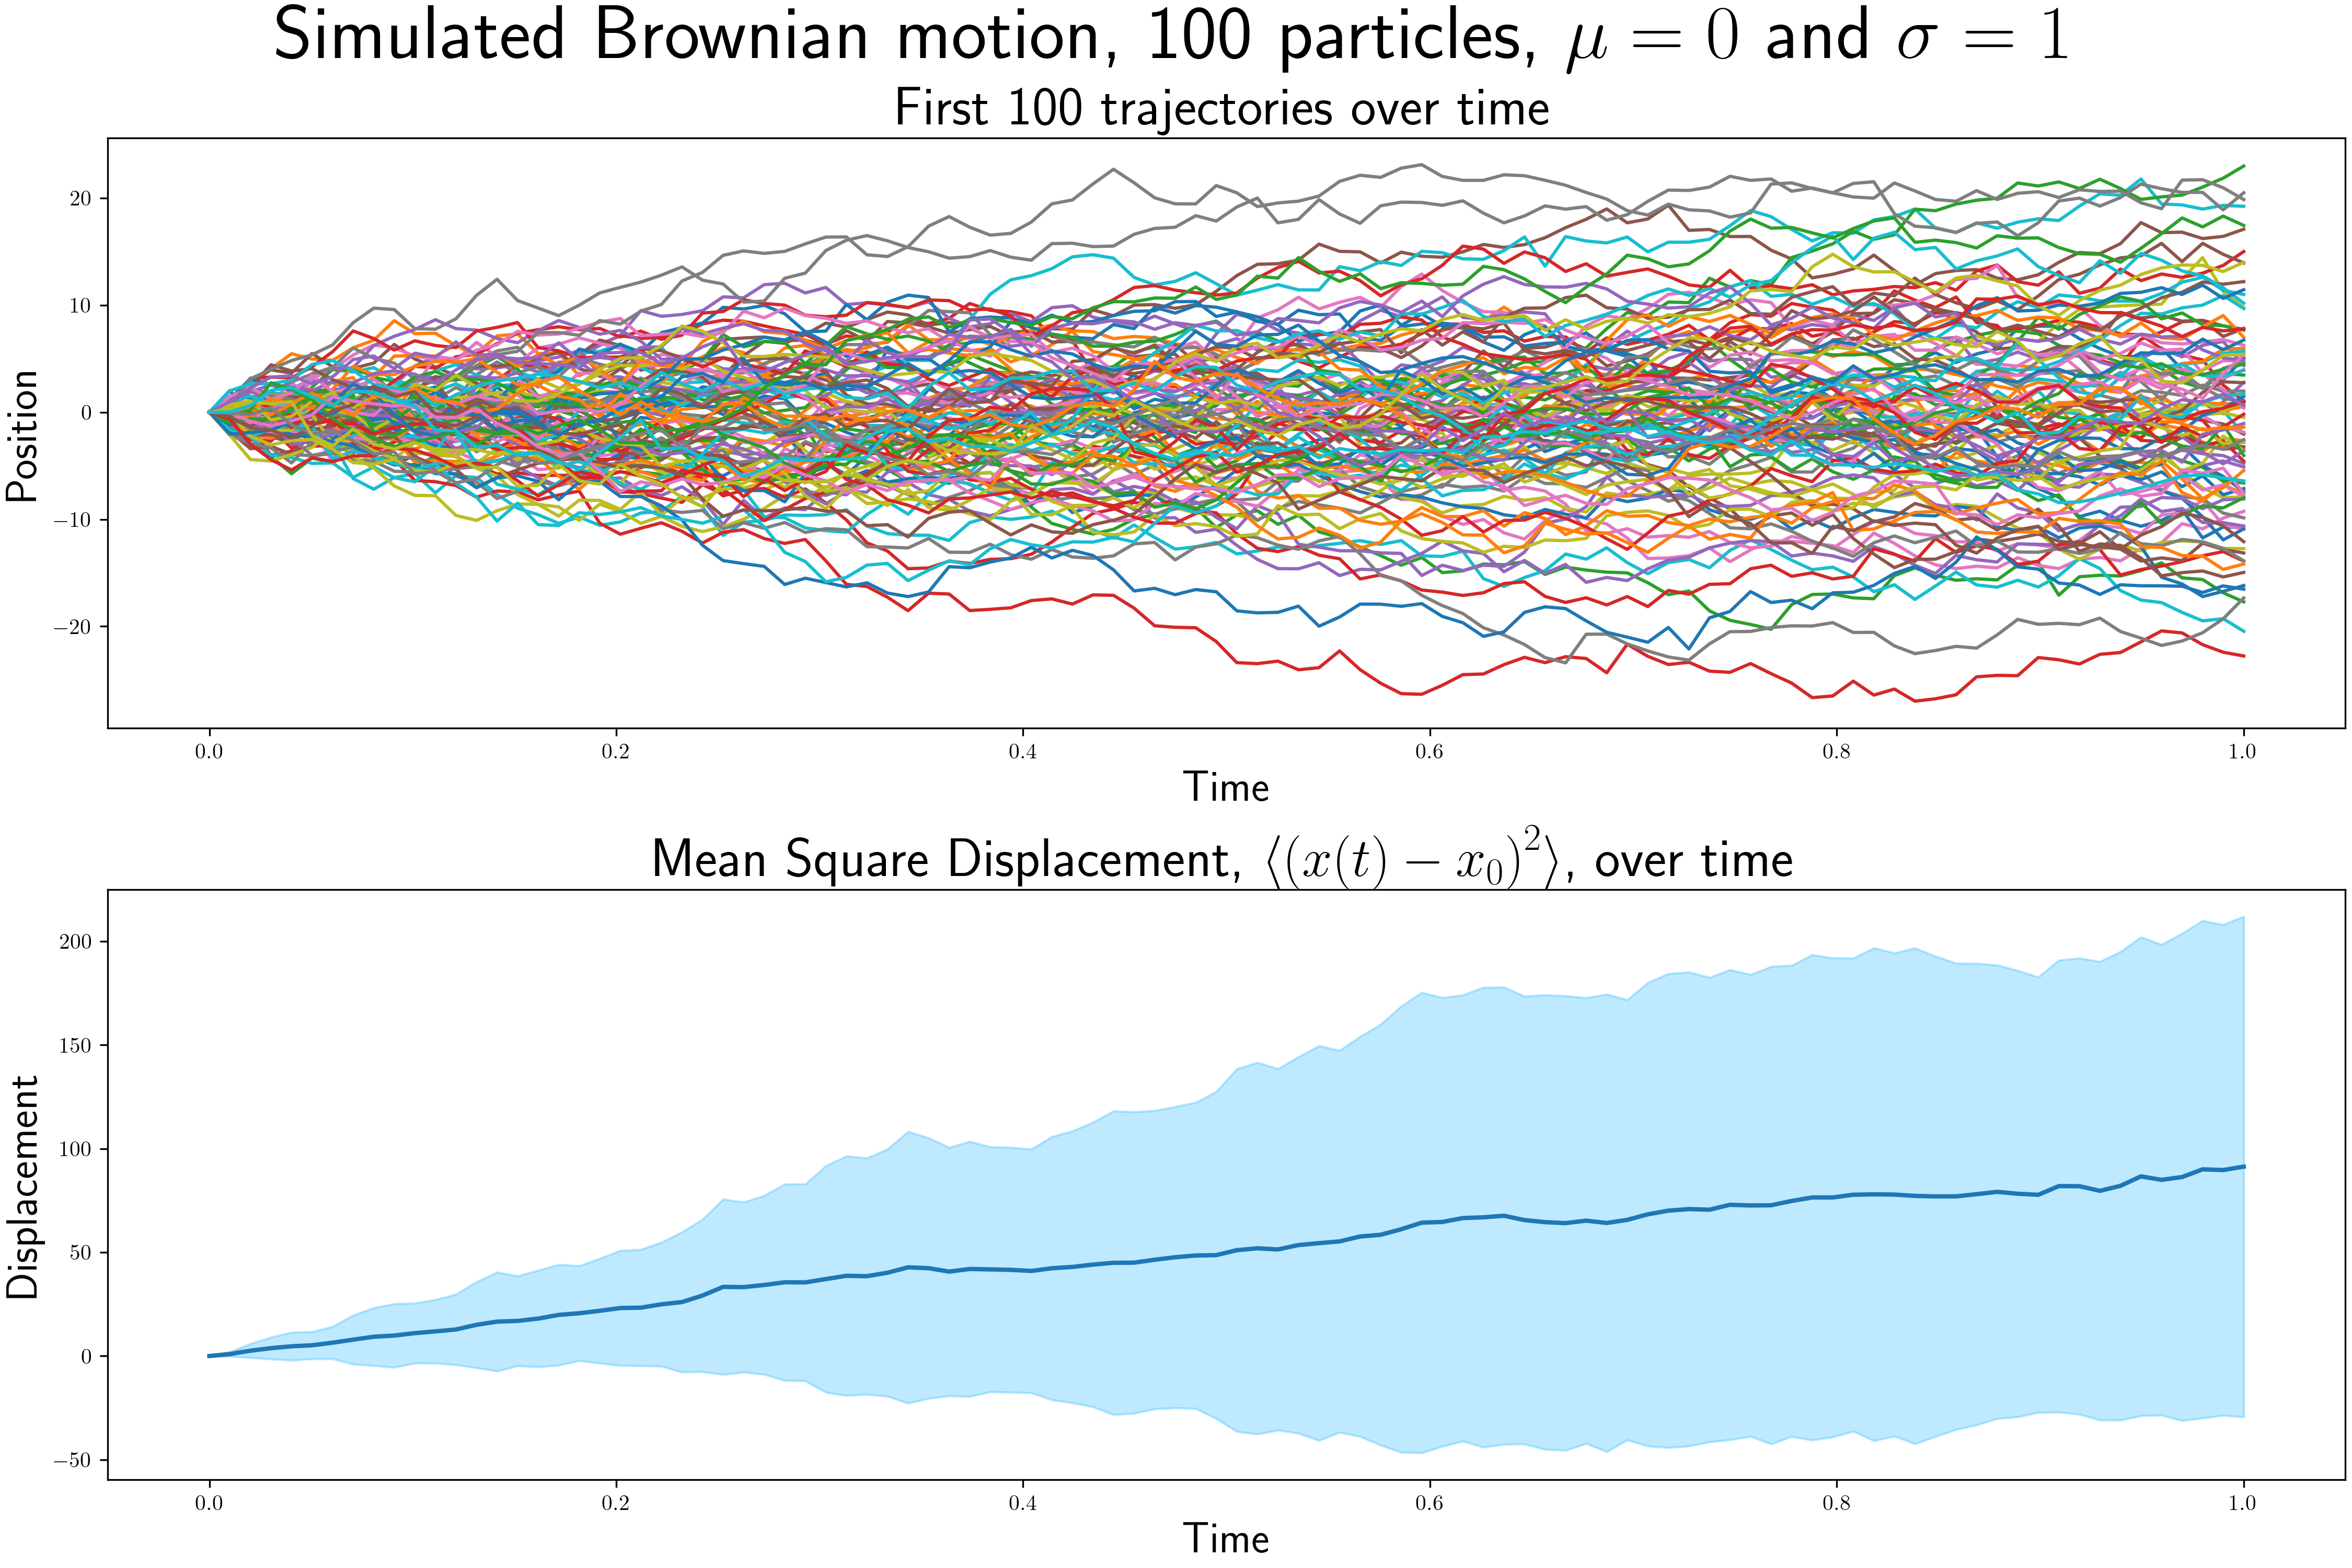 Simulated Brownian motion, 100 particles, μ = 0 and σ = 1
First 100 trajectories over time
Position
20
10
0
−10
−20
0.0 0.2 0.4 0.6 0.8 1.0
Time
Mean Square Displacement, ⟨(x(t) − x₀)²⟩, over time
Displacement
200
150
100
50
0
−50
0.0 0.2 0.4 0.6 0.8 1.0
Time